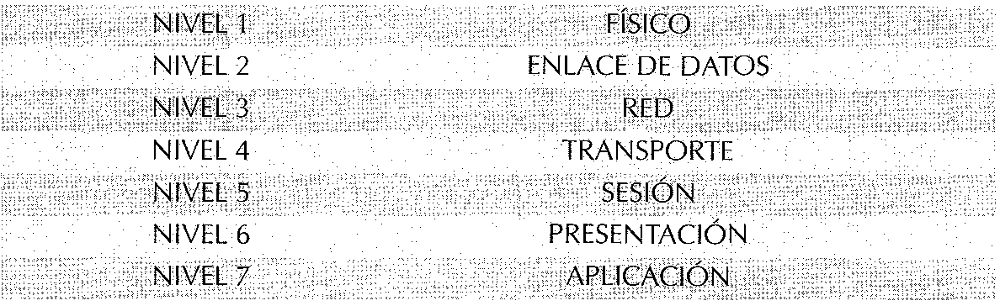 NIVEL 1 FÍSICO
NIVEL 2 ENLACE DE DATOS
NIVEL 3 RED
NIVEL 4 TRANSPORTE
NIVEL 5 SESIÓN
NIVEL 6 PRESENTACIÓN
NIVEL 7 APLICACIÓN